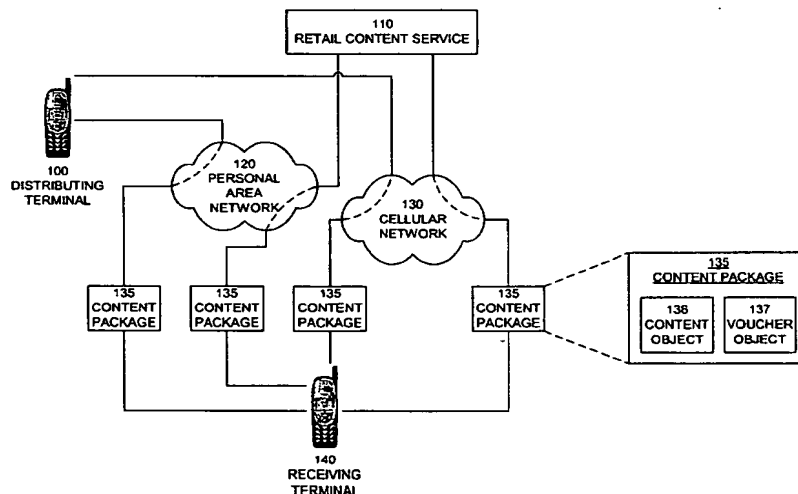 110
RETAIL CONTENT SERVICE
100
DISTRIBUTING
TERMINAL
120
PERSONAL
AREA
NETWORK
130
CELLULAR
NETWORK
135
CONTENT
PACKAGE
135
CONTENT
PACKAGE
135
CONTENT
PACKAGE
135
CONTENT
PACKAGE
135
CONTENT PACKAGE
136
CONTENT
OBJECT
137
VOUCHER
OBJECT
140
RECEIVING
TERMINAL